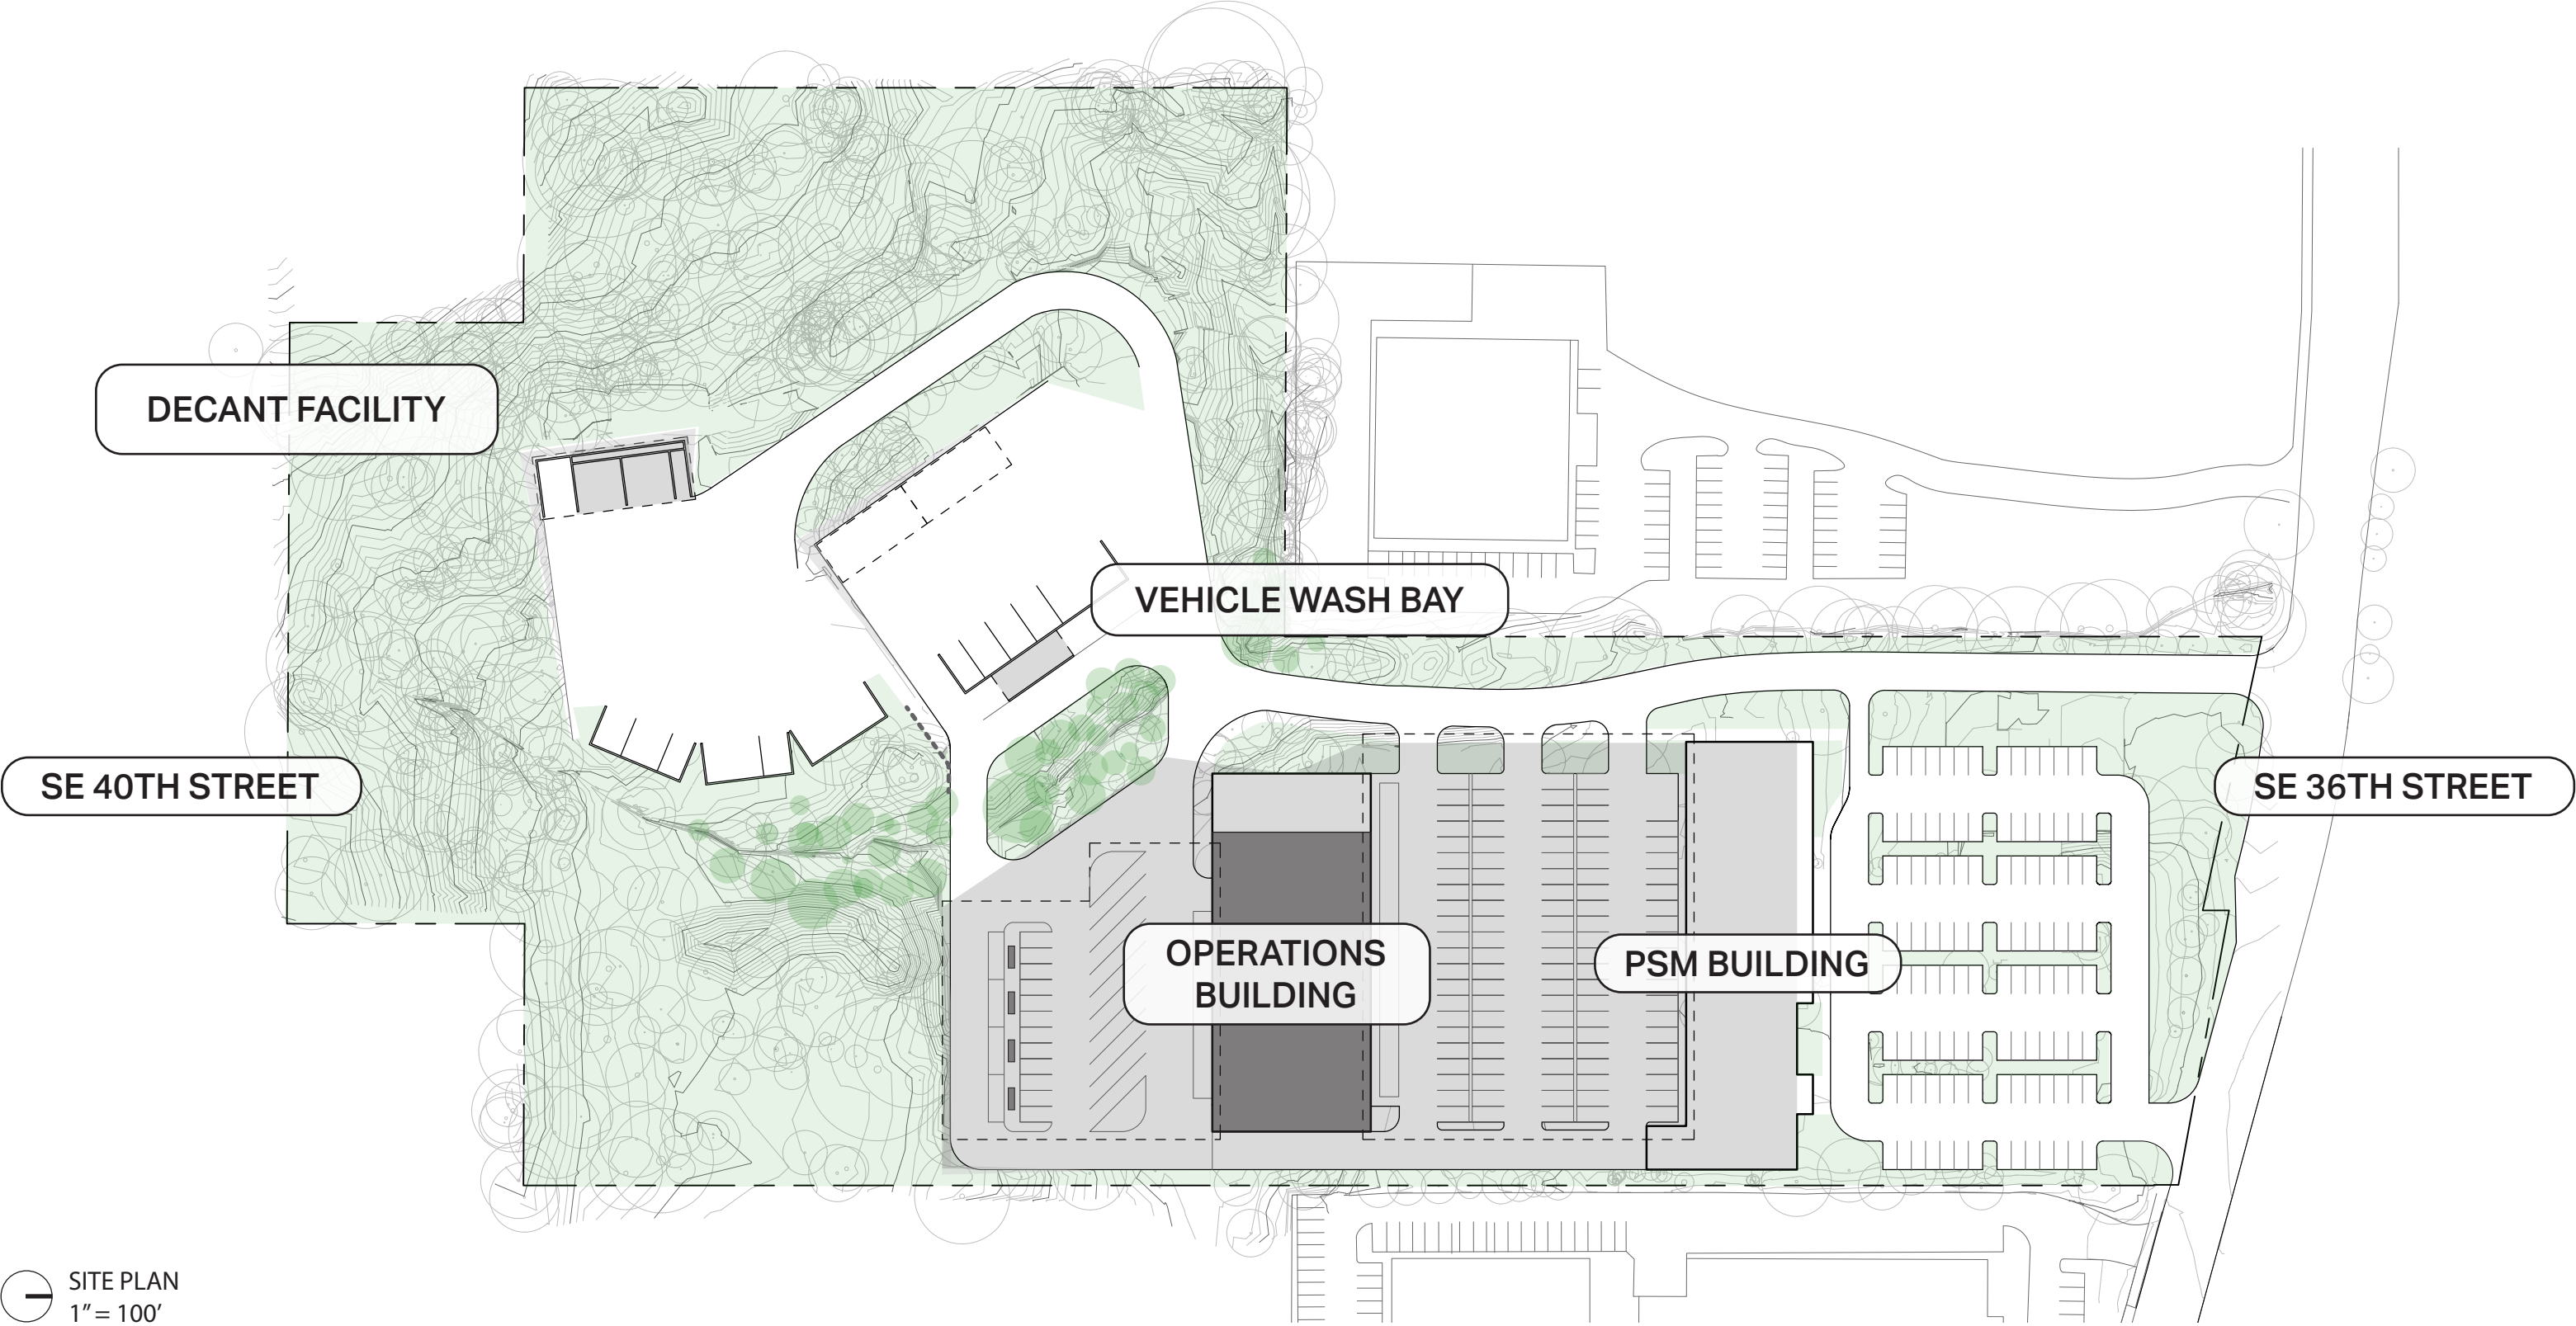 DECANT FACILITY
VEHICLE WASH BAY
SE 40TH STREET
SE 36TH STREET
OPERATIONS
BUILDING
PSM BUILDING
SITE PLAN
1” = 100’